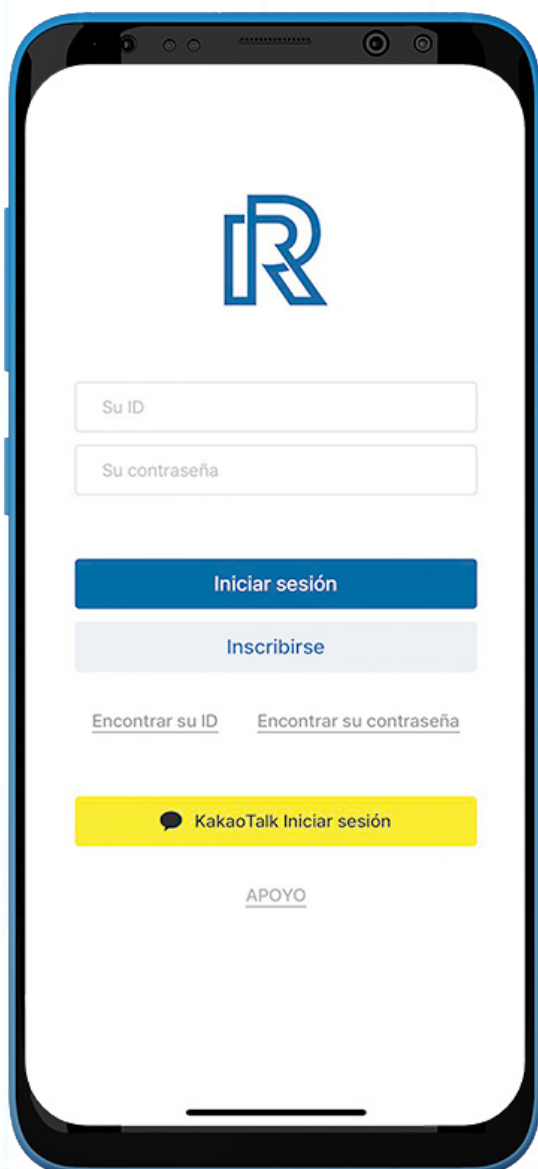 R
Su ID
Su contraseña
Iniciar sesión
Inscribirse
Encontrar su ID Encontrar su contraseña
KakaoTalk Iniciar sesión
APOYO